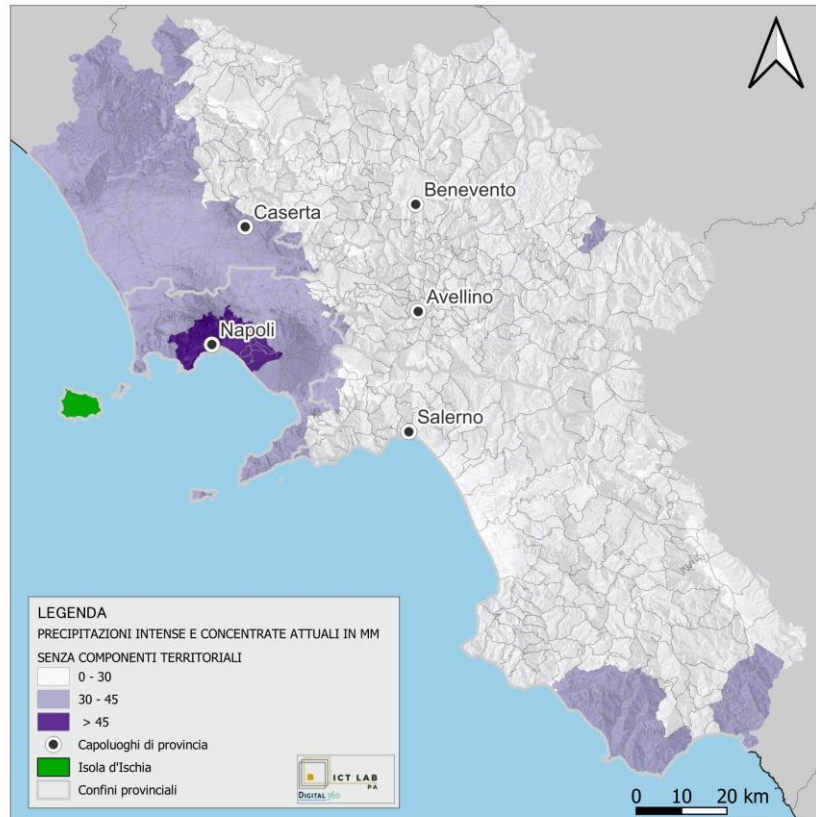 Benevento
Caserta
Avellino
Napoli
Salerno
LEGENDA
PRECIPITAZIONI INTENSE E CONCENTRATE ATTUALI IN MM
SENZA COMPONENTI TERRITORIALI
0 - 30
30 - 45
> 45
Capoluoghi di provincia
Isola d'Ischia
Confini provinciali
ICT LAB
PA
DIGITAL360
0 10 20 km